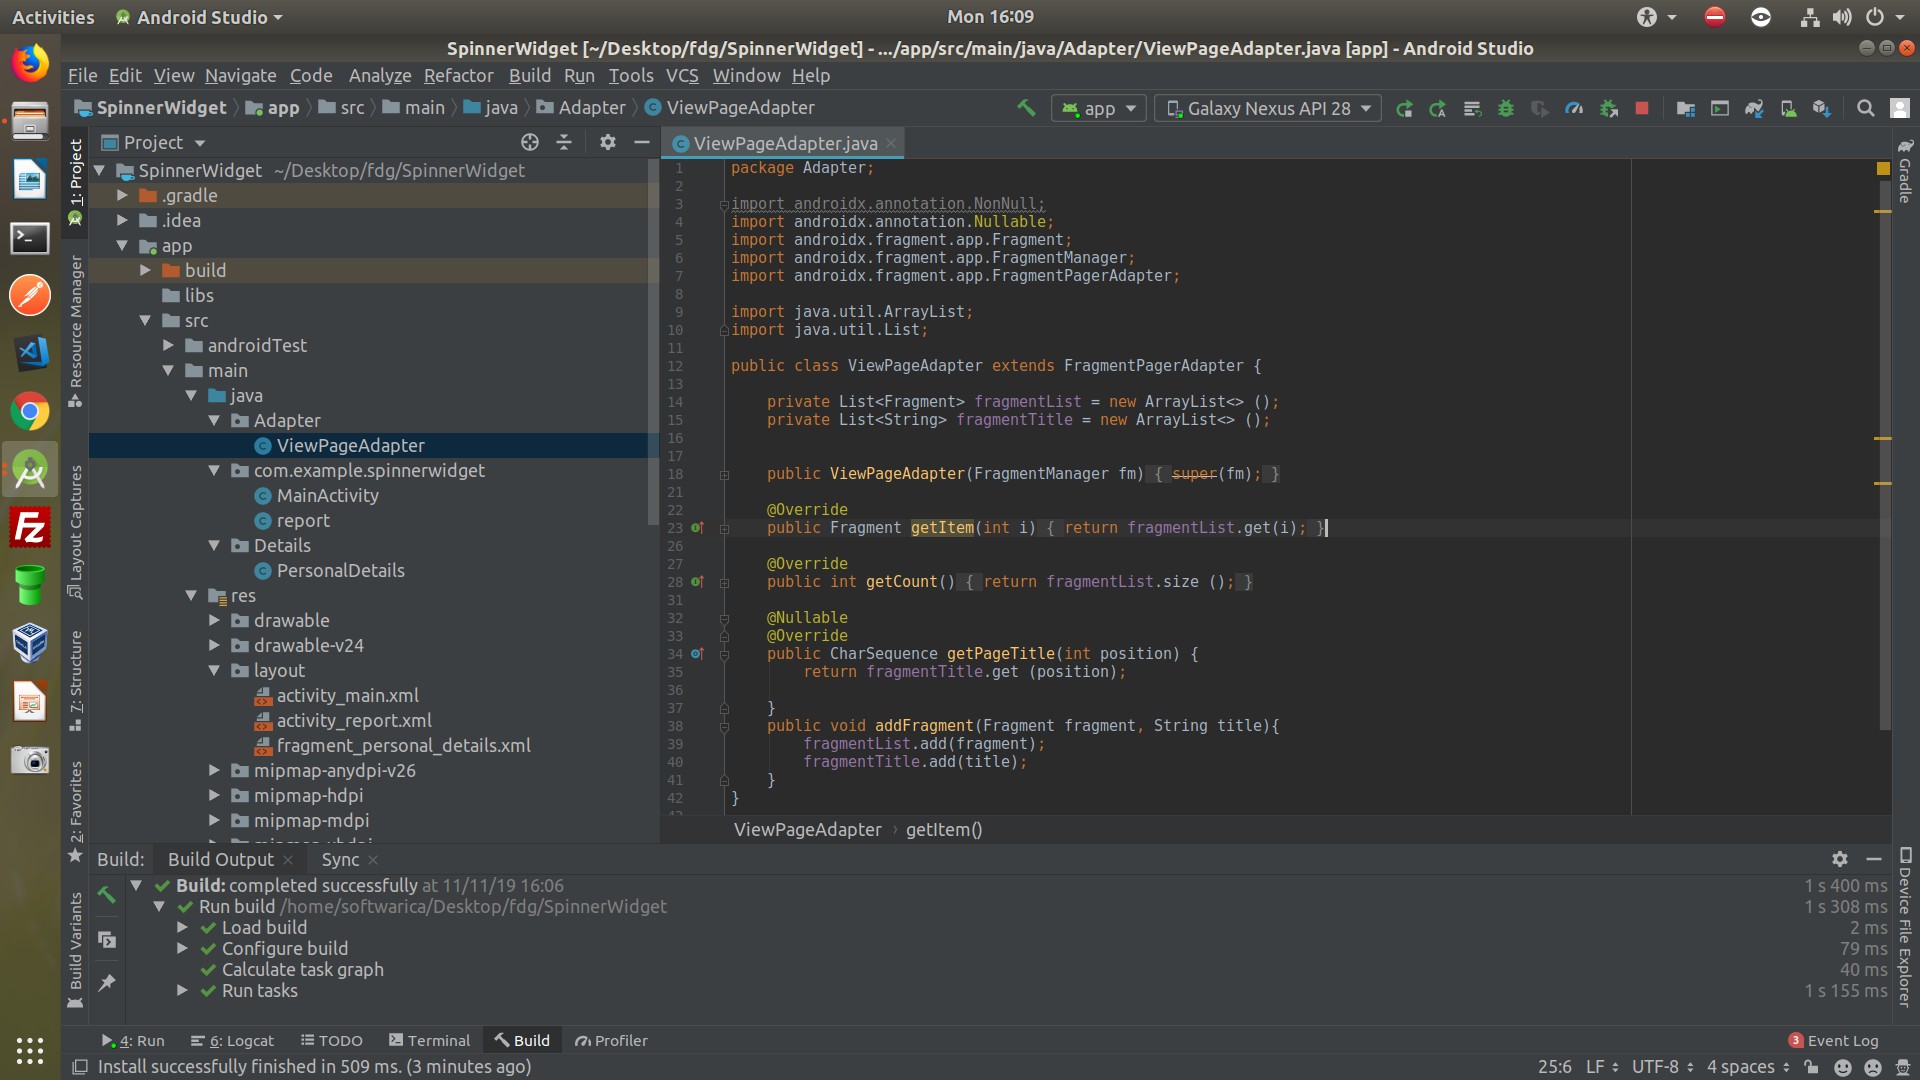 Activities Android Studio Mon 16:09
SpinnerWidget [~/Desktop/fdg/SpinnerWidget] - .../app/src/main/java/Adapter/ViewPageAdapter.java [app] - Android Studio
File Edit View Navigate Code Analyze Refactor Build Run Tools VCS Window Help
SpinnerWidget app src main java Adapter ViewPageAdapter app Galaxy Nexus API 28
1: Project
Resource Manager
Layout Captures
7: Structure
2: Favorites
Build Variants
Project
SpinnerWidget ~/Desktop/fdg/SpinnerWidget
.gradle
.idea
app
build
libs
src
androidTest
main
java
Adapter
ViewPageAdapter
com.example.spinnerwidget
MainActivity
report
Details
PersonalDetails
res
drawable
drawable-v24
layout
activity_main.xml
activity_report.xml
fragment_personal_details.xml
mipmap-anydpi-v26
mipmap-hdpi
mipmap-mdpi
ViewPageAdapter.java
1 package Adapter;
2
3 import androidx.annotation.NonNull;
4 import androidx.annotation.Nullable;
5 import androidx.fragment.app.Fragment;
6 import androidx.fragment.app.FragmentManager;
7 import androidx.fragment.app.FragmentPagerAdapter;
8
9 import java.util.ArrayList;
10 import java.util.List;
11
12 public class ViewPageAdapter extends FragmentPagerAdapter {
13
14 private List<Fragment> fragmentList = new ArrayList<> ();
15 private List<String> fragmentTitle = new ArrayList<> ();
16
17
18 public ViewPageAdapter(FragmentManager fm) { super(fm); }
21
22 @Override
23 public Fragment getItem(int i) { return fragmentList.get(i); }
26
27 @Override
28 public int getCount() { return fragmentList.size (); }
31
32 @Nullable
33 @Override
34 public CharSequence getPageTitle(int position) {
35 return fragmentTitle.get (position);
36
37 }
38 public void addFragment(Fragment fragment, String title){
39 fragmentList.add(fragment);
40 fragmentTitle.add(title);
41 }
42 }
ViewPageAdapter › getItem()
Gradle
Device File Explorer
Build: Build Output Sync
Build: completed successfully at 11/11/19 16:06 1 s 400 ms
Run build /home/softwarica/Desktop/fdg/SpinnerWidget 1 s 308 ms
Load build 2 ms
Configure build 79 ms
Calculate task graph 40 ms
Run tasks 1 s 155 ms
4: Run 6: Logcat TODO Terminal Build Profiler 3 Event Log
Install successfully finished in 509 ms. (3 minutes ago) 25:6 LF UTF-8 4 spaces